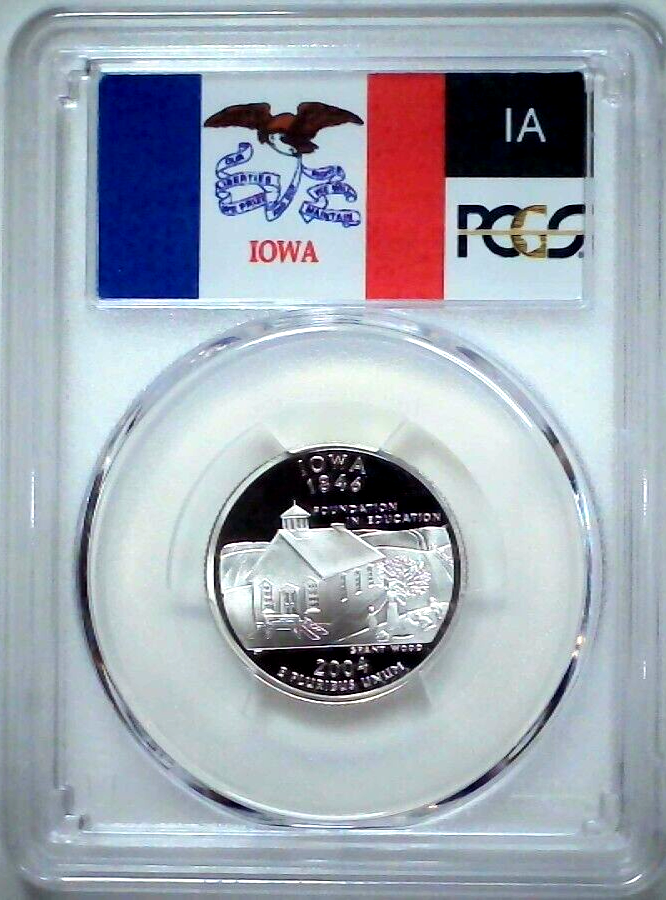 IA
PCGS
OUR
LIBERTIES
WE PRIZE
AND OUR
RIGHTS
WE WILL
MAINTAIN
IOWA
IOWA
1846
FOUNDATION
IN EDUCATION
GRANT WOOD
2004
E PLURIBUS UNUM